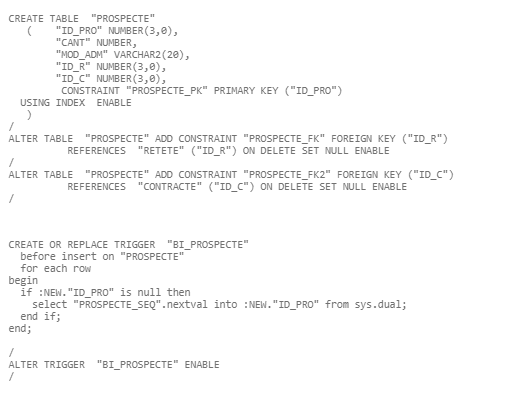 CREATE TABLE  "PROSPECTE"
   (    "ID_PRO" NUMBER(3,0),
        "CANT" NUMBER,
        "MOD_ADM" VARCHAR2(20),
        "ID_R" NUMBER(3,0),
        "ID_C" NUMBER(3,0),
         CONSTRAINT "PROSPECTE_PK" PRIMARY KEY ("ID_PRO")
  USING INDEX  ENABLE
   )
/
ALTER TABLE  "PROSPECTE" ADD CONSTRAINT "PROSPECTE_FK" FOREIGN KEY ("ID_R")
          REFERENCES  "RETETE" ("ID_R") ON DELETE SET NULL ENABLE
/
ALTER TABLE  "PROSPECTE" ADD CONSTRAINT "PROSPECTE_FK2" FOREIGN KEY ("ID_C")
          REFERENCES  "CONTRACTE" ("ID_C") ON DELETE SET NULL ENABLE
/
CREATE OR REPLACE TRIGGER  "BI_PROSPECTE"
  before insert on "PROSPECTE"
  for each row
begin
  if :NEW."ID_PRO" is null then
    select "PROSPECTE_SEQ".nextval into :NEW."ID_PRO" from sys.dual;
  end if;
end;
/
ALTER TRIGGER  "BI_PROSPECTE" ENABLE
/